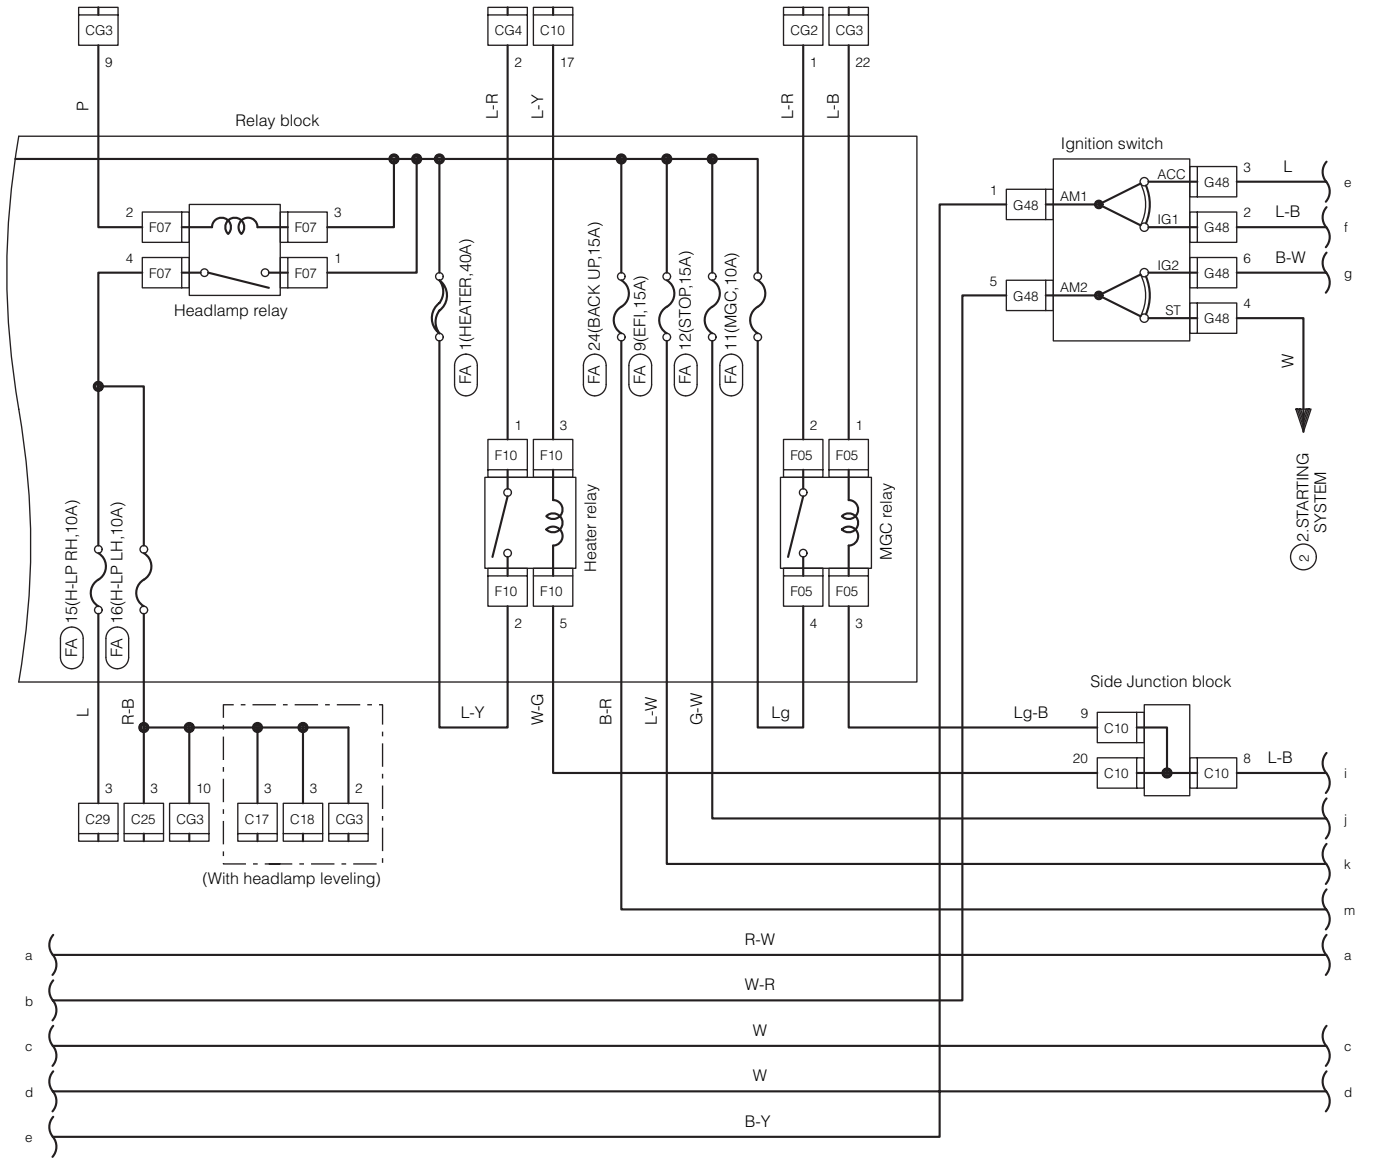 CG3
CG4
C10
CG2
CG3
9
2
17
1
22
P
L-R
L-Y
L-R
L-B
Relay block
Ignition switch
2
F07
F07
3
4
F07
F07
1
Headlamp relay
1
G48
AM1
ACC
IG1
G48
3
L
e
G48
2
L-B
f
5
G48
AM2
IG2
ST
G48
6
B-W
g
G48
4
W
2
2.STARTING
SYSTEM
FA
1(HEATER,40A)
FA
24(BACK UP,15A)
FA
9(EFI,15A)
FA
12(STOP,15A)
FA
11(MGC,10A)
1
3
F10
F10
Heater relay
F10
F10
2
5
2
1
F05
F05
MGC relay
F05
F05
4
3
FA
15(H-LP RH,10A)
FA
16(H-LP LH,10A)
L
R-B
L-Y
W-G
B-R
L-W
G-W
Lg
Side Junction block
Lg-B
9
C10
20
C10
C10
8
L-B
i
3
3
10
3
3
2
C29
C25
CG3
C17
C18
CG3
(With headlamp leveling)
j
k
m
a
R-W
a
b
W-R
c
W
c
d
W
d
e
B-Y